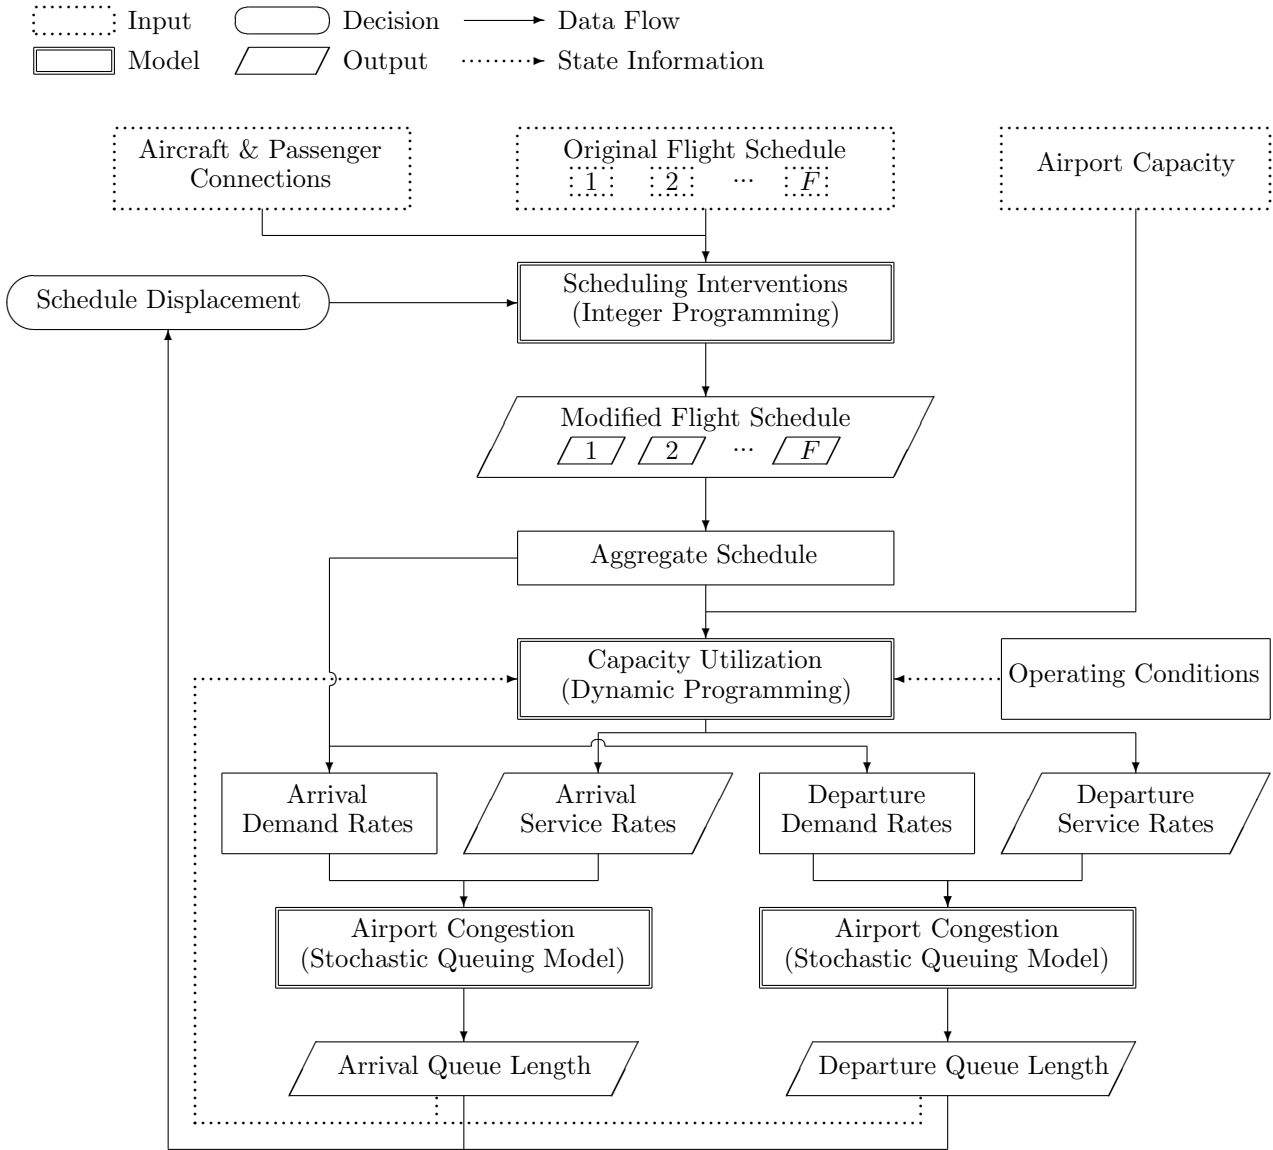 Input
Decision
Data Flow
Model
Output
State Information
Aircraft & Passenger
Connections
Original Flight Schedule
1 2 ... F
Airport Capacity
Schedule Displacement
Scheduling Interventions
(Integer Programming)
Modified Flight Schedule
1 2 ... F
Aggregate Schedule
Capacity Utilization
(Dynamic Programming)
Operating Conditions
Arrival
Demand Rates
Arrival
Service Rates
Departure
Demand Rates
Departure
Service Rates
Airport Congestion
(Stochastic Queuing Model)
Airport Congestion
(Stochastic Queuing Model)
Arrival Queue Length
Departure Queue Length